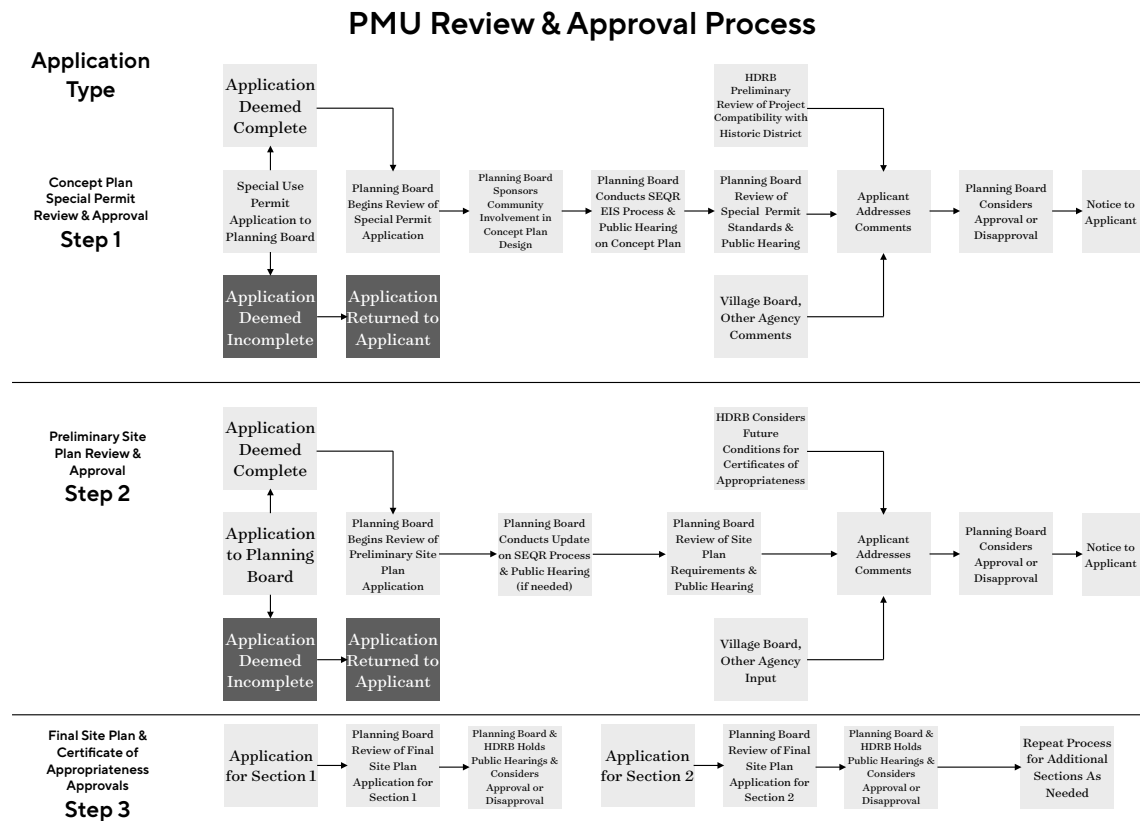 PMU Review & Approval Process
Application
Type
Concept Plan
Special Permit
Review & Approval
Step 1
Application
Deemed
Complete
Special Use
Permit
Application to
Planning Board
Application
Deemed
Incomplete
Application
Returned to
Applicant
Planning Board
Begins Review of
Special Permit
Application
Planning Board
Sponsors
Community
Involvement in
Concept Plan
Design
Planning Board
Conducts SEQR
EIS Process &
Public Hearing
on Concept Plan
HDRB
Preliminary
Review of Project
Compatibility with
Historic District
Planning Board
Review of
Special Permit
Standards &
Public Hearing
Village Board,
Other Agency
Comments
Applicant
Addresses
Comments
Planning Board
Considers
Approval or
Disapproval
Notice to
Applicant
Preliminary Site
Plan Review &
Approval
Step 2
Application
Deemed
Complete
Application
to Planning
Board
Application
Deemed
Incomplete
Application
Returned to
Applicant
Planning Board
Begins Review of
Preliminary Site
Plan
Application
Planning Board
Conducts Update
on SEQR Process
& Public Hearing
(if needed)
Planning Board
Review of Site
Plan
Requirements &
Public Hearing
HDRB Considers
Future
Conditions for
Certificates of
Appropriateness
Village Board,
Other Agency
Input
Applicant
Addresses
Comments
Planning Board
Considers
Approval or
Disapproval
Notice to
Applicant
Final Site Plan &
Certificate of
Appropriateness
Approvals
Step 3
Application
for Section 1
Planning Board
Review of Final
Site Plan
Application for
Section 1
Planning Board &
HDRB Holds
Public Hearings &
Considers
Approval or
Disapproval
Application
for Section 2
Planning Board
Review of Final
Site Plan
Application for
Section 2
Planning Board &
HDRB Holds
Public Hearings &
Considers
Approval or
Disapproval
Repeat Process
for Additional
Sections As
Needed